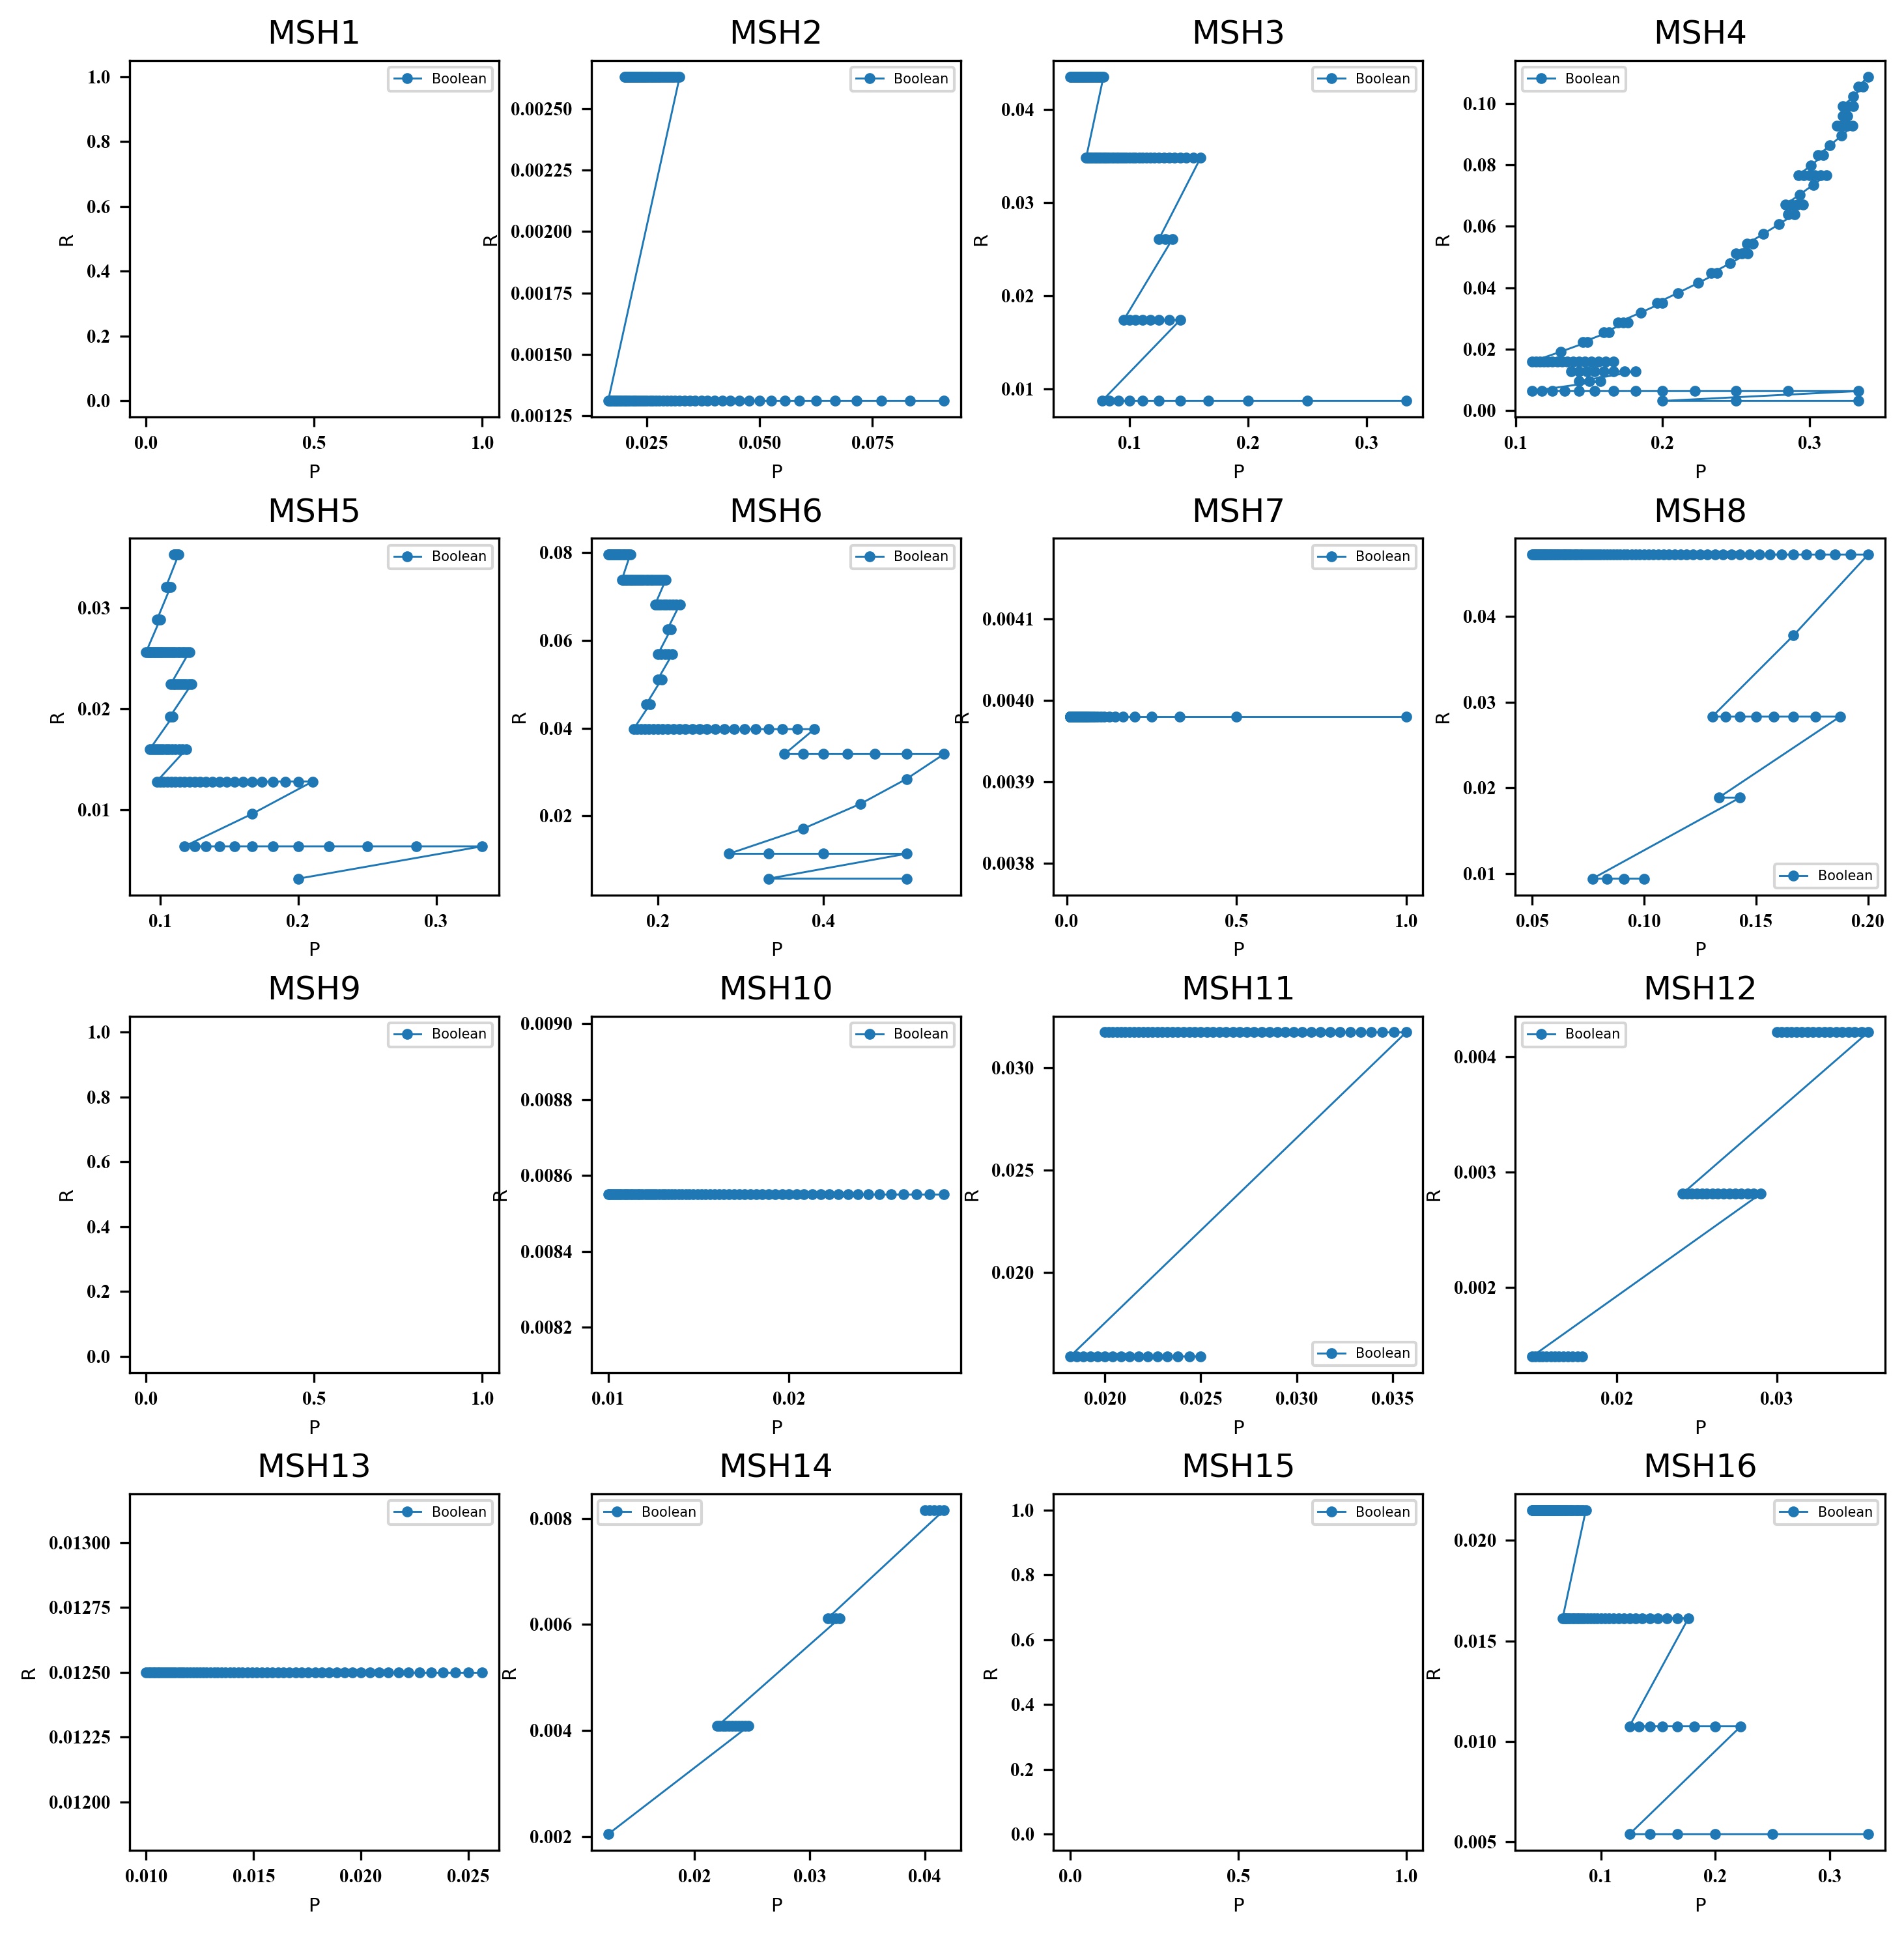 MSH1
Boolean
1.0
0.8
0.6
0.4
0.2
0.0
R
0.0 0.5 1.0
P
MSH2
Boolean
0.00250
0.00225
0.00200
0.00175
0.00150
0.00125
R
0.025 0.050 0.075
P
MSH3
Boolean
0.04
0.03
0.02
0.01
R
0.1 0.2 0.3
P
MSH4
Boolean
0.10
0.08
0.06
0.04
0.02
0.00
R
0.1 0.2 0.3
P
MSH5
Boolean
0.03
0.02
0.01
R
0.1 0.2 0.3
P
MSH6
Boolean
0.08
0.06
0.04
0.02
R
0.2 0.4
P
MSH7
Boolean
0.0041
0.0040
0.0039
0.0038
R
0.0 0.5 1.0
P
MSH8
0.04
0.03
0.02
0.01
Boolean
R
0.05 0.10 0.15 0.20
P
MSH9
Boolean
1.0
0.8
0.6
0.4
0.2
0.0
R
0.0 0.5 1.0
P
MSH10
Boolean
0.0090
0.0088
0.0086
0.0084
0.0082
R
0.01 0.02
P
MSH11
0.030
0.025
0.020
Boolean
R
0.020 0.025 0.030 0.035
P
MSH12
Boolean
0.004
0.003
0.002
R
0.02 0.03
P
MSH13
Boolean
0.01300
0.01275
0.01250
0.01225
0.01200
R
0.010 0.015 0.020 0.025
P
MSH14
Boolean
0.008
0.006
0.004
0.002
R
0.02 0.03 0.04
P
MSH15
Boolean
1.0
0.8
0.6
0.4
0.2
0.0
R
0.0 0.5 1.0
P
MSH16
Boolean
0.020
0.015
0.010
0.005
R
0.1 0.2 0.3
P